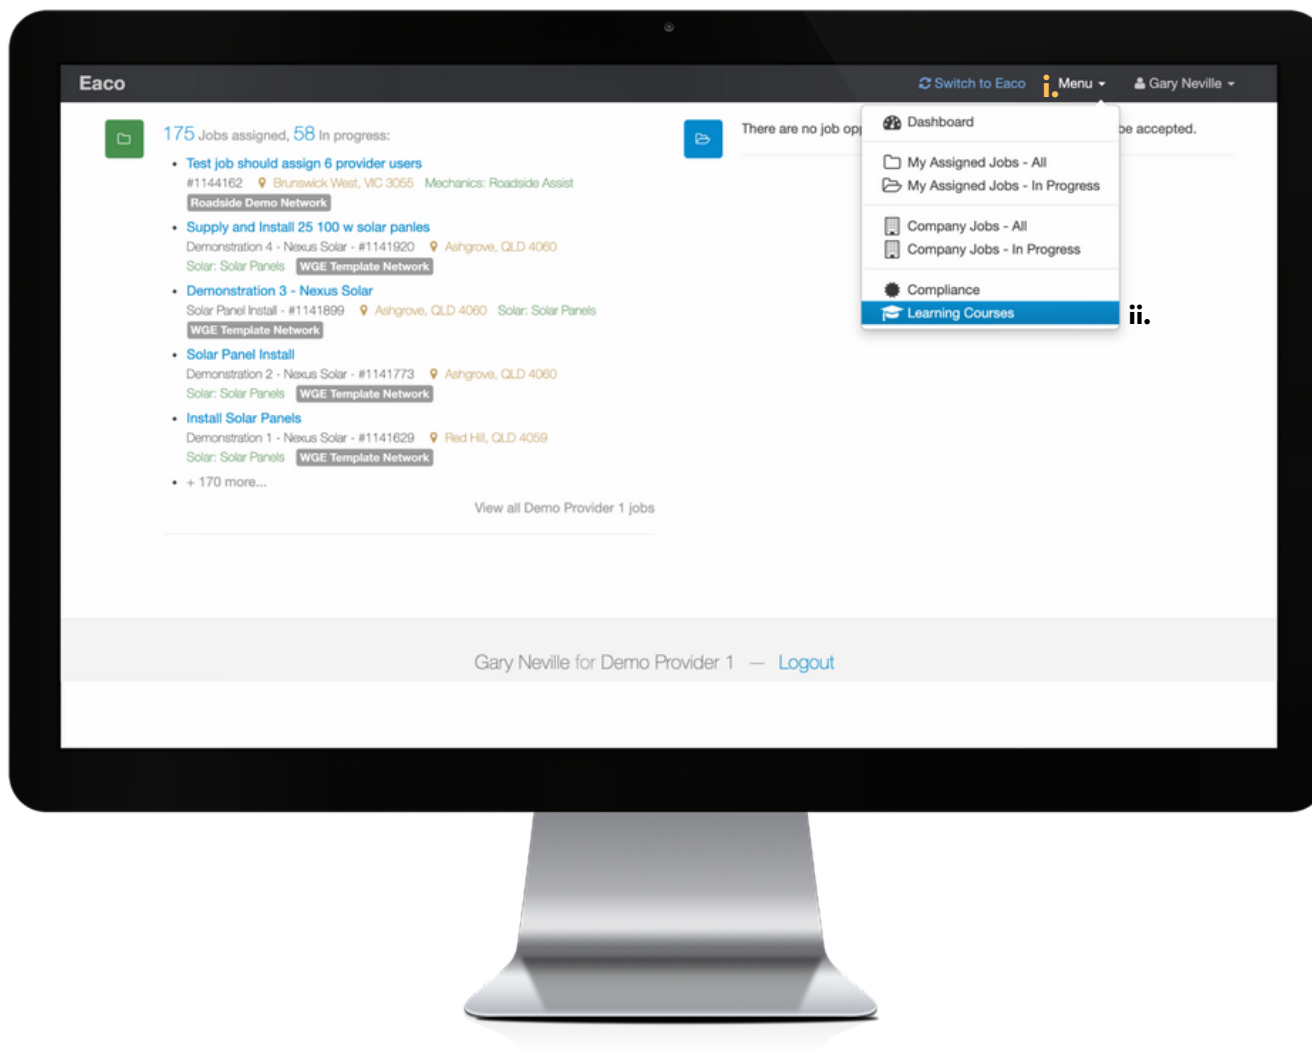 Eaco
Switch to Eaco
i.
Menu
Gary Neville
175 Jobs assigned, 58 In progress:
Test job should assign 6 provider users
#1144162 Brunswick West, VIC 3055 Mechanics: Roadside Assist
Roadside Demo Network
Supply and Install 25 100 w solar panles
Demonstration 4 - Nexus Solar - #1141920 Ashgrove, QLD 4060
Solar: Solar Panels WGE Template Network
Demonstration 3 - Nexus Solar
Solar Panel Install - #1141899 Ashgrove, QLD 4060 Solar: Solar Panels
WGE Template Network
Solar Panel Install
Demonstration 2 - Nexus Solar - #1141773 Ashgrove, QLD 4060
Solar: Solar Panels WGE Template Network
Install Solar Panels
Demonstration 1 - Nexus Solar - #1141629 Red Hill, QLD 4059
Solar: Solar Panels WGE Template Network
+ 170 more...
View all Demo Provider 1 jobs
There are no job opp
be accepted.
Dashboard
My Assigned Jobs - All
My Assigned Jobs - In Progress
Company Jobs - All
Company Jobs - In Progress
Compliance
Learning Courses
ii.
Gary Neville for Demo Provider 1 — Logout